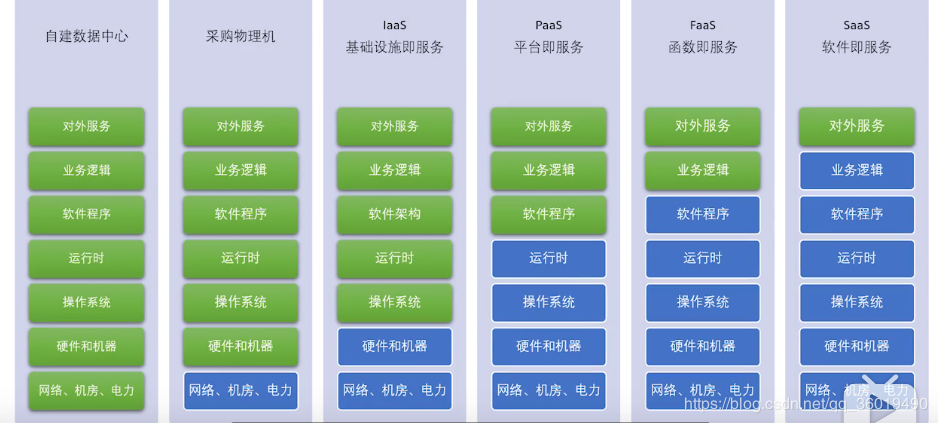 自建数据中心
采购物理机
IaaS
基础设施即服务
PaaS
平台即服务
FaaS
函数即服务
SaaS
软件即服务
对外服务 对外服务 对外服务 对外服务 对外服务 对外服务
业务逻辑 业务逻辑 业务逻辑 业务逻辑 业务逻辑 业务逻辑
软件程序 软件程序 软件架构 软件程序 软件程序 软件程序
运行时 运行时 运行时 运行时 运行时 运行时
操作系统 操作系统 操作系统 操作系统 操作系统 操作系统
硬件和机器 硬件和机器 硬件和机器 硬件和机器 硬件和机器 硬件和机器
网络、机房、电力 网络、机房、电力 网络、机房、电力 网络、机房、电力 网络、机房、电力 网络、机房、电力
https://blog.csdn.net/qq_36019490